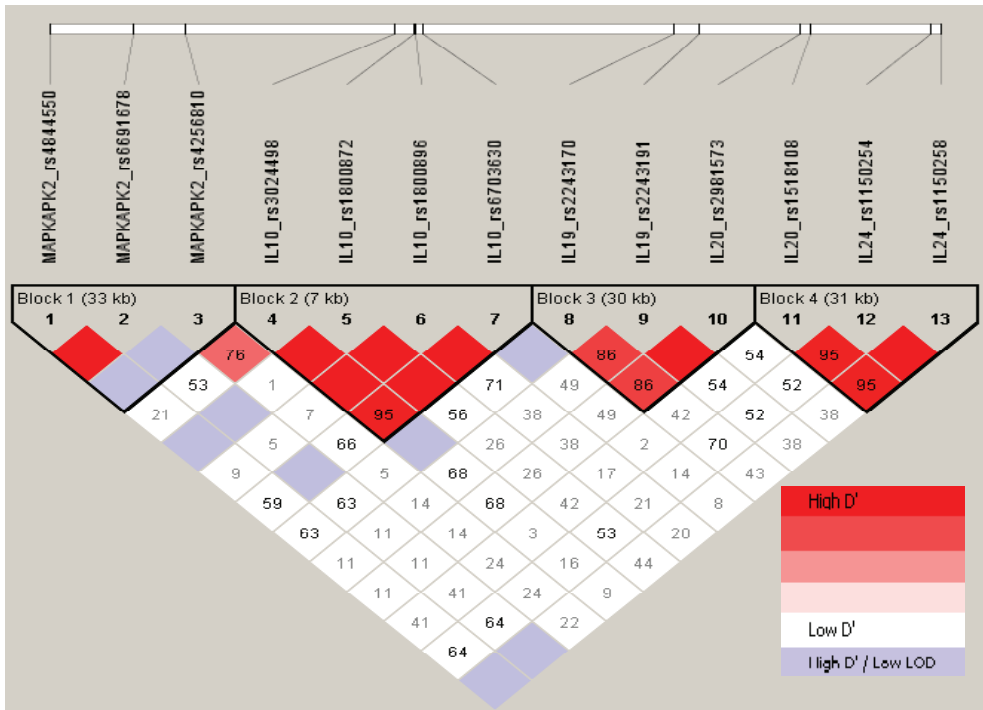 MAPKAPK2_rs4844550
MAPKAPK2_rs6691678
MAPKAPK2_rs4256810
IL10_rs3024498
IL10_rs1800872
IL10_rs1800896
IL10_rs6703630
IL19_rs2243170
IL19_rs2243191
IL20_rs2981573
IL20_rs1518108
IL24_rs1150254
IL24_rs1150258
Block 1 (33 kb) Block 2 (7 kb) Block 3 (30 kb) Block 4 (31 kb)
1 2 3 4 5 6 7 8 9 10 11 12 13
76 86 54 95
53 1 71 49 86 54 52 95
21 7 95 56 38 49 42 52 38
5 66 26 38 2 70 38
9 5 68 26 17 14 43
59 63 14 68 42 21 8
63 11 14 3 53 20
11 11 24 16 44
11 41 24 9
41 64 22
64
High D'
Low D'
High D' / Low LOD